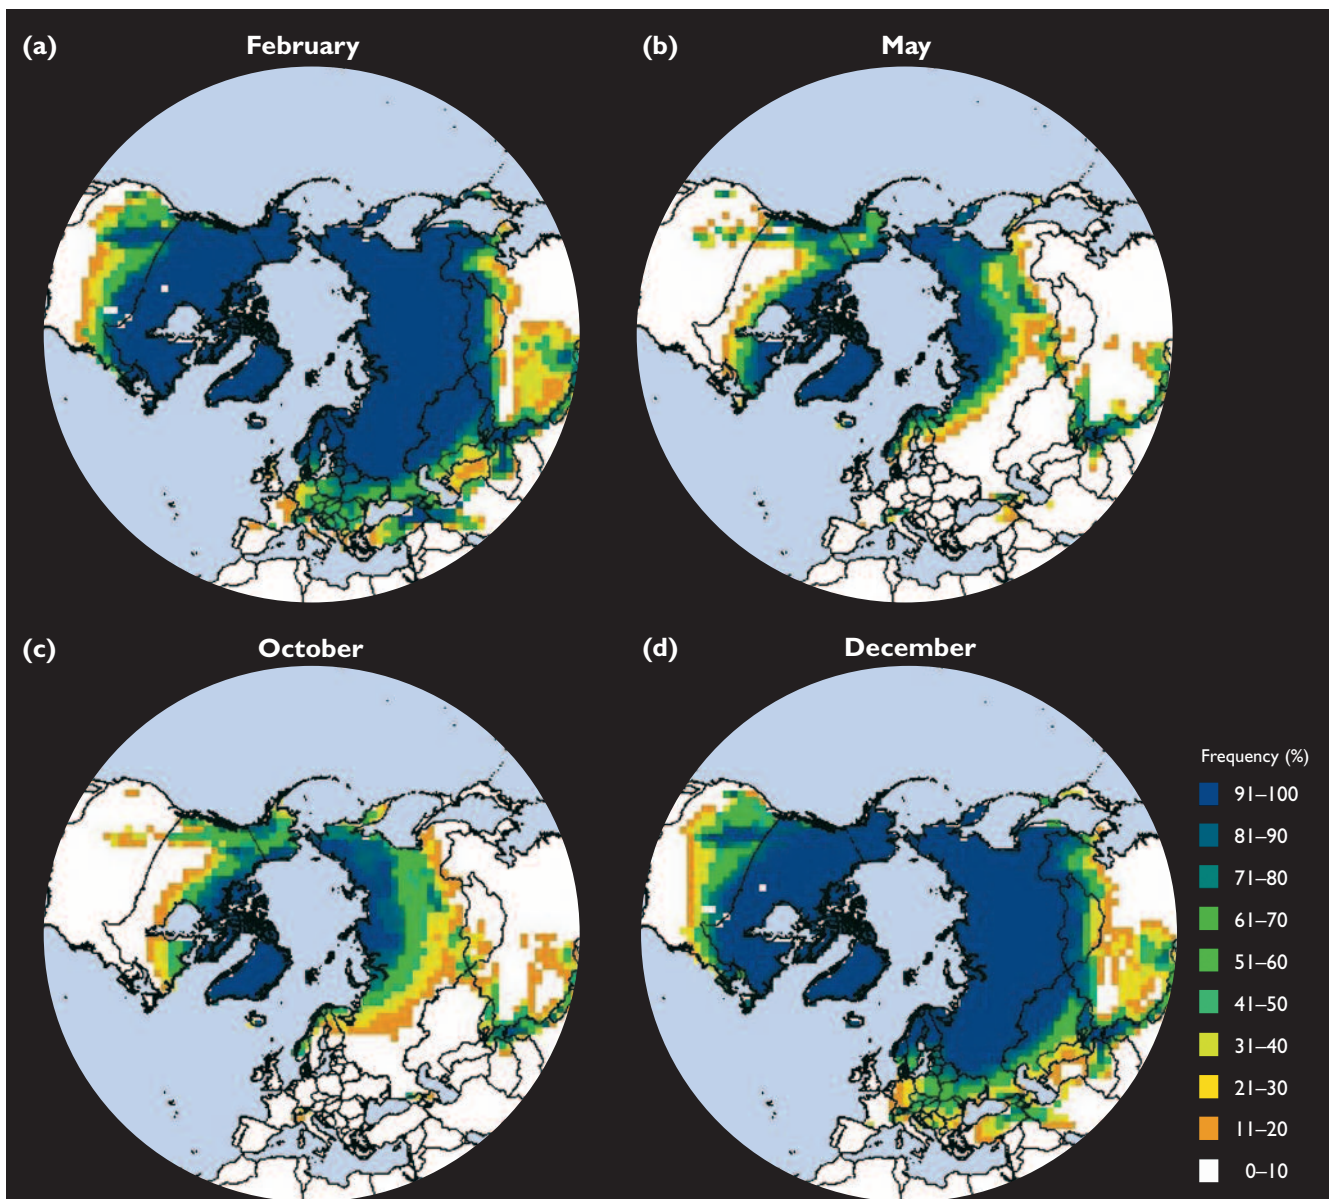 (a) February
(b) May
(c) October
(d) December
Frequency (%)
91–100
81–90
71–80
61–70
51–60
41–50
31–40
21–30
11–20
0–10